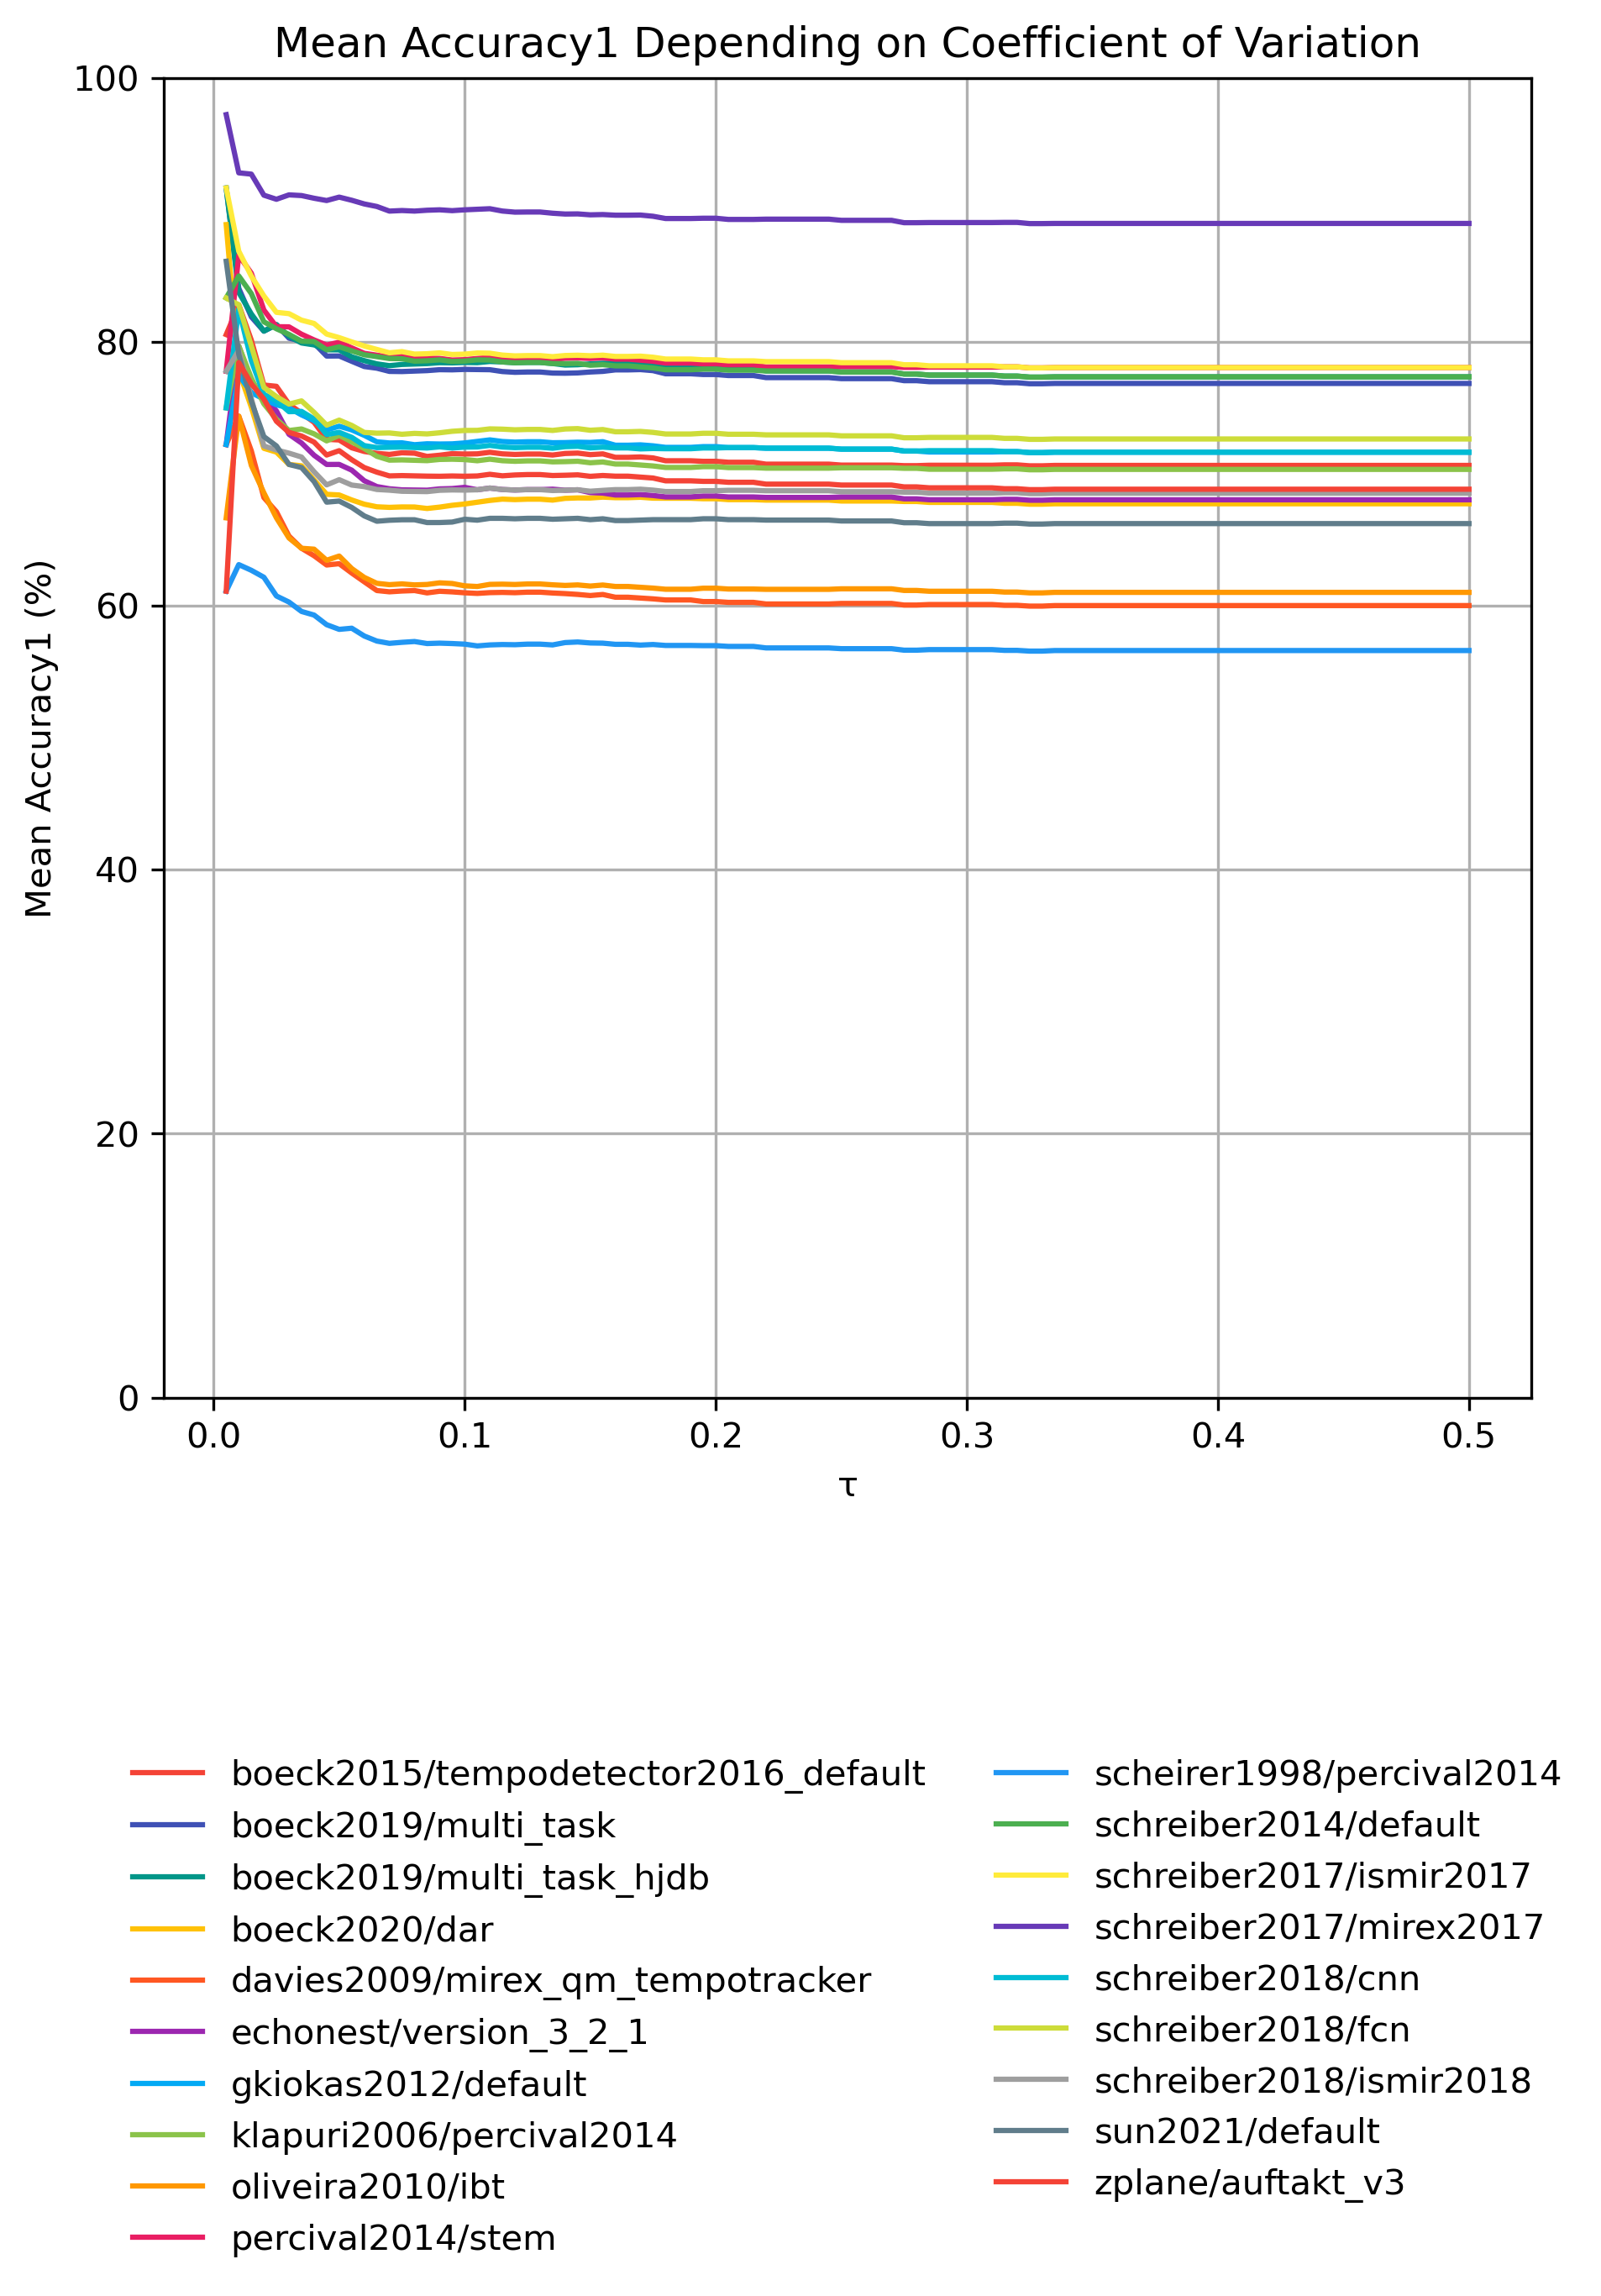 Mean Accuracy1 Depending on Coefficient of Variation
100
80
60
40
20
0
Mean Accuracy1 (%)
0.0 0.1 0.2 0.3 0.4 0.5
τ
boeck2015/tempodetector2016_default
boeck2019/multi_task
boeck2019/multi_task_hjdb
boeck2020/dar
davies2009/mirex_qm_tempotracker
echonest/version_3_2_1
gkiokas2012/default
klapuri2006/percival2014
oliveira2010/ibt
percival2014/stem
scheirer1998/percival2014
schreiber2014/default
schreiber2017/ismir2017
schreiber2017/mirex2017
schreiber2018/cnn
schreiber2018/fcn
schreiber2018/ismir2018
sun2021/default
zplane/auftakt_v3